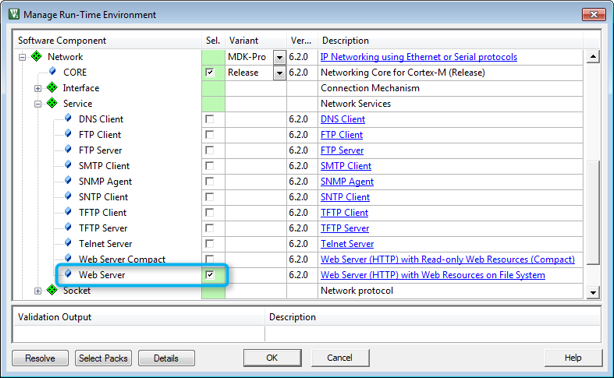 Manage Run-Time Environment
Software Component Sel. Variant Ver... Description
Network MDK-Pro 6.2.0 IP Networking using Ethernet or Serial protocols
CORE Release 6.2.0 Networking Core for Cortex-M (Release)
Interface Connection Mechanism
Service Network Services
DNS Client 6.2.0 DNS Client
FTP Client 6.2.0 FTP Client
FTP Server 6.2.0 FTP Server
SMTP Client 6.2.0 SMTP Client
SNMP Agent 6.2.0 SNMP Agent
SNTP Client 6.2.0 SNTP Client
TFTP Client 6.2.0 TFTP Client
TFTP Server 6.2.0 TFTP Server
Telnet Server 6.2.0 Telnet Server
Web Server Compact 6.2.0 Web Server (HTTP) with Read-only Web Resources (Compact)
Web Server 6.2.0 Web Server (HTTP) with Web Resources on File System
Socket Network protocol
Validation Output Description
Resolve Select Packs Details OK Cancel Help